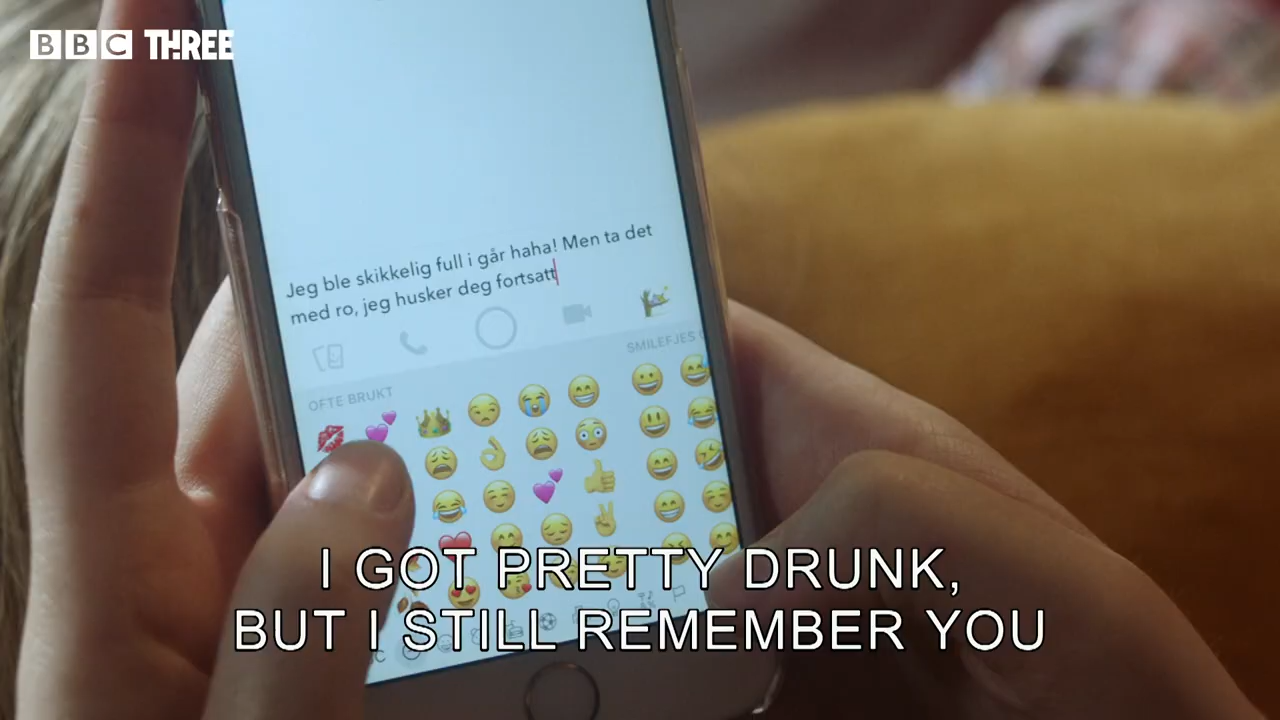 BBC THREE
Jeg ble skikkelig full i går haha! Men ta det
med ro, jeg husker deg fortsatt
SMILEFJES
OFTE BRUKT
I GOT PRETTY DRUNK,
BUT I STILL REMEMBER YOU